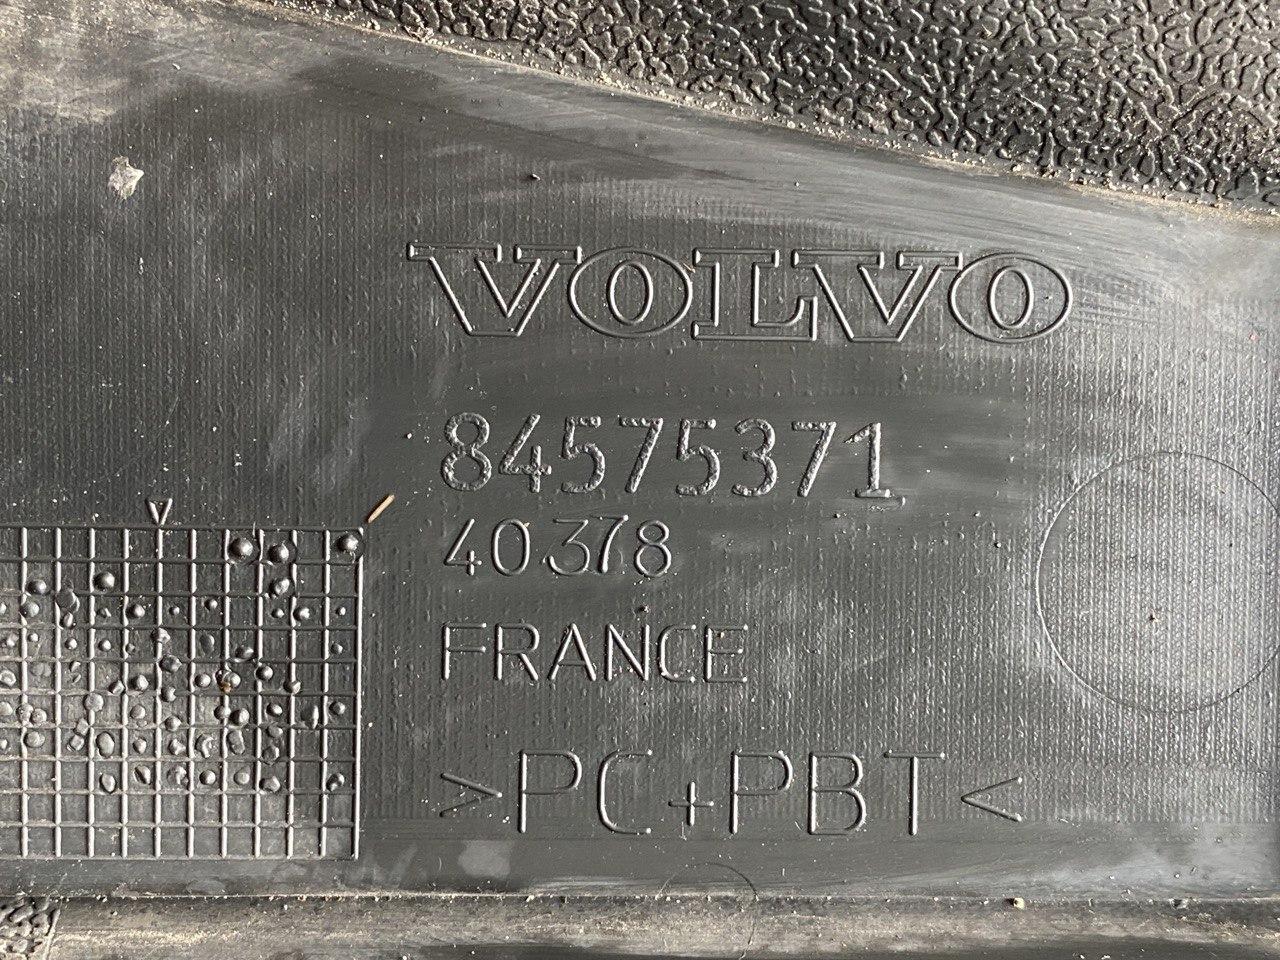 VOLVO
84575371
40378
FRANCE
>PC+PBT<